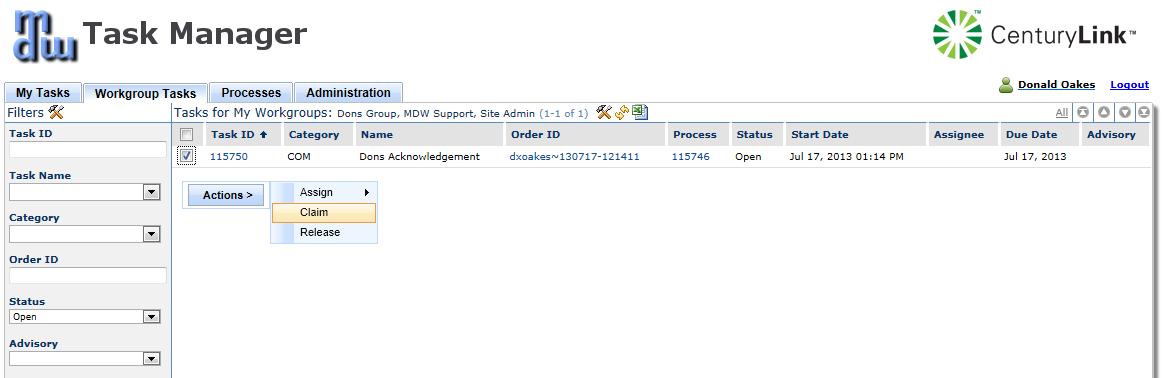 mdw Task Manager
CenturyLink™
My Tasks Workgroup Tasks Processes Administration
Donald Oakes Logout
Filters
Tasks for My Workgroups: Dons Group, MDW Support, Site Admin (1-1 of 1)
All
Task ID
Task Name
Category
Order ID
Status
Open
Advisory
Task ID Category Name Order ID Process Status Start Date Assignee Due Date Advisory
115750 COM Dons Acknowledgement dxoakes~130717-121411 115746 Open Jul 17, 2013 01:14 PM Jul 17, 2013
Actions >
Assign
Claim
Release